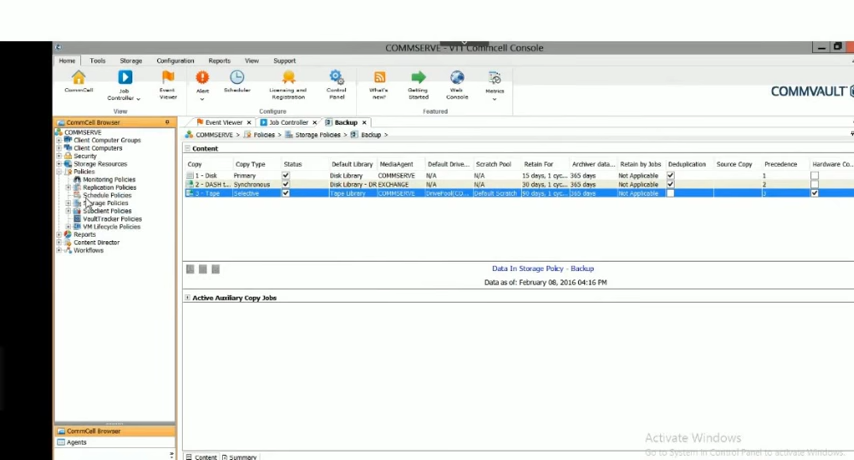 COMMSERVE - VTT Commcell Console
Home Tools Storage Configuration Reports View Support
CommCell Job Controller Event Viewer Alert Scheduler Licensing and Registration Control Panel What's new? Getting Started Web Console Metrics
View Configure Featured
COMMVAULT
CommCell Browser
Event Viewer Job Controller Backup
COMMSERVE > Policies > Storage Policies > Backup >
COMMSERVE
Client Computer Groups
Client Computers
Security
Storage Resources
Policies
Monitoring Policies
Replication Policies
Schedule Policies
Storage Policies
Subclient Policies
VaultTracker Policies
VM Lifecycle Policies
Reports
Content Director
Workflows
Content
Copy Copy Type Status Default Library MediaAgent Default Drive... Scratch Pool Retain For Archiver data... Retain by Jobs Deduplication Source Copy Precedence Hardware Co...
1 - Disk Primary Disk Library COMMSERVE N/A N/A 15 days, 1 cyc... 365 days Not Applicable 1
2 - DASH t... Synchronous Disk Library - DR EXCHANGE N/A N/A 30 days, 1 cyc... 365 days Not Applicable 2
3 - Tape Selective Tape Library COMMSERVE DrivePool(CO... Default Scratch 90 days, 1 cyc... 365 days Not Applicable 3
Data In Storage Policy - Backup
Data as of: February 08, 2016 04:16 PM
Active Auxiliary Copy Jobs
CommCell Browser
Agents
Content Summary
Activate Windows
Go to System in Control Panel to activate Windows.